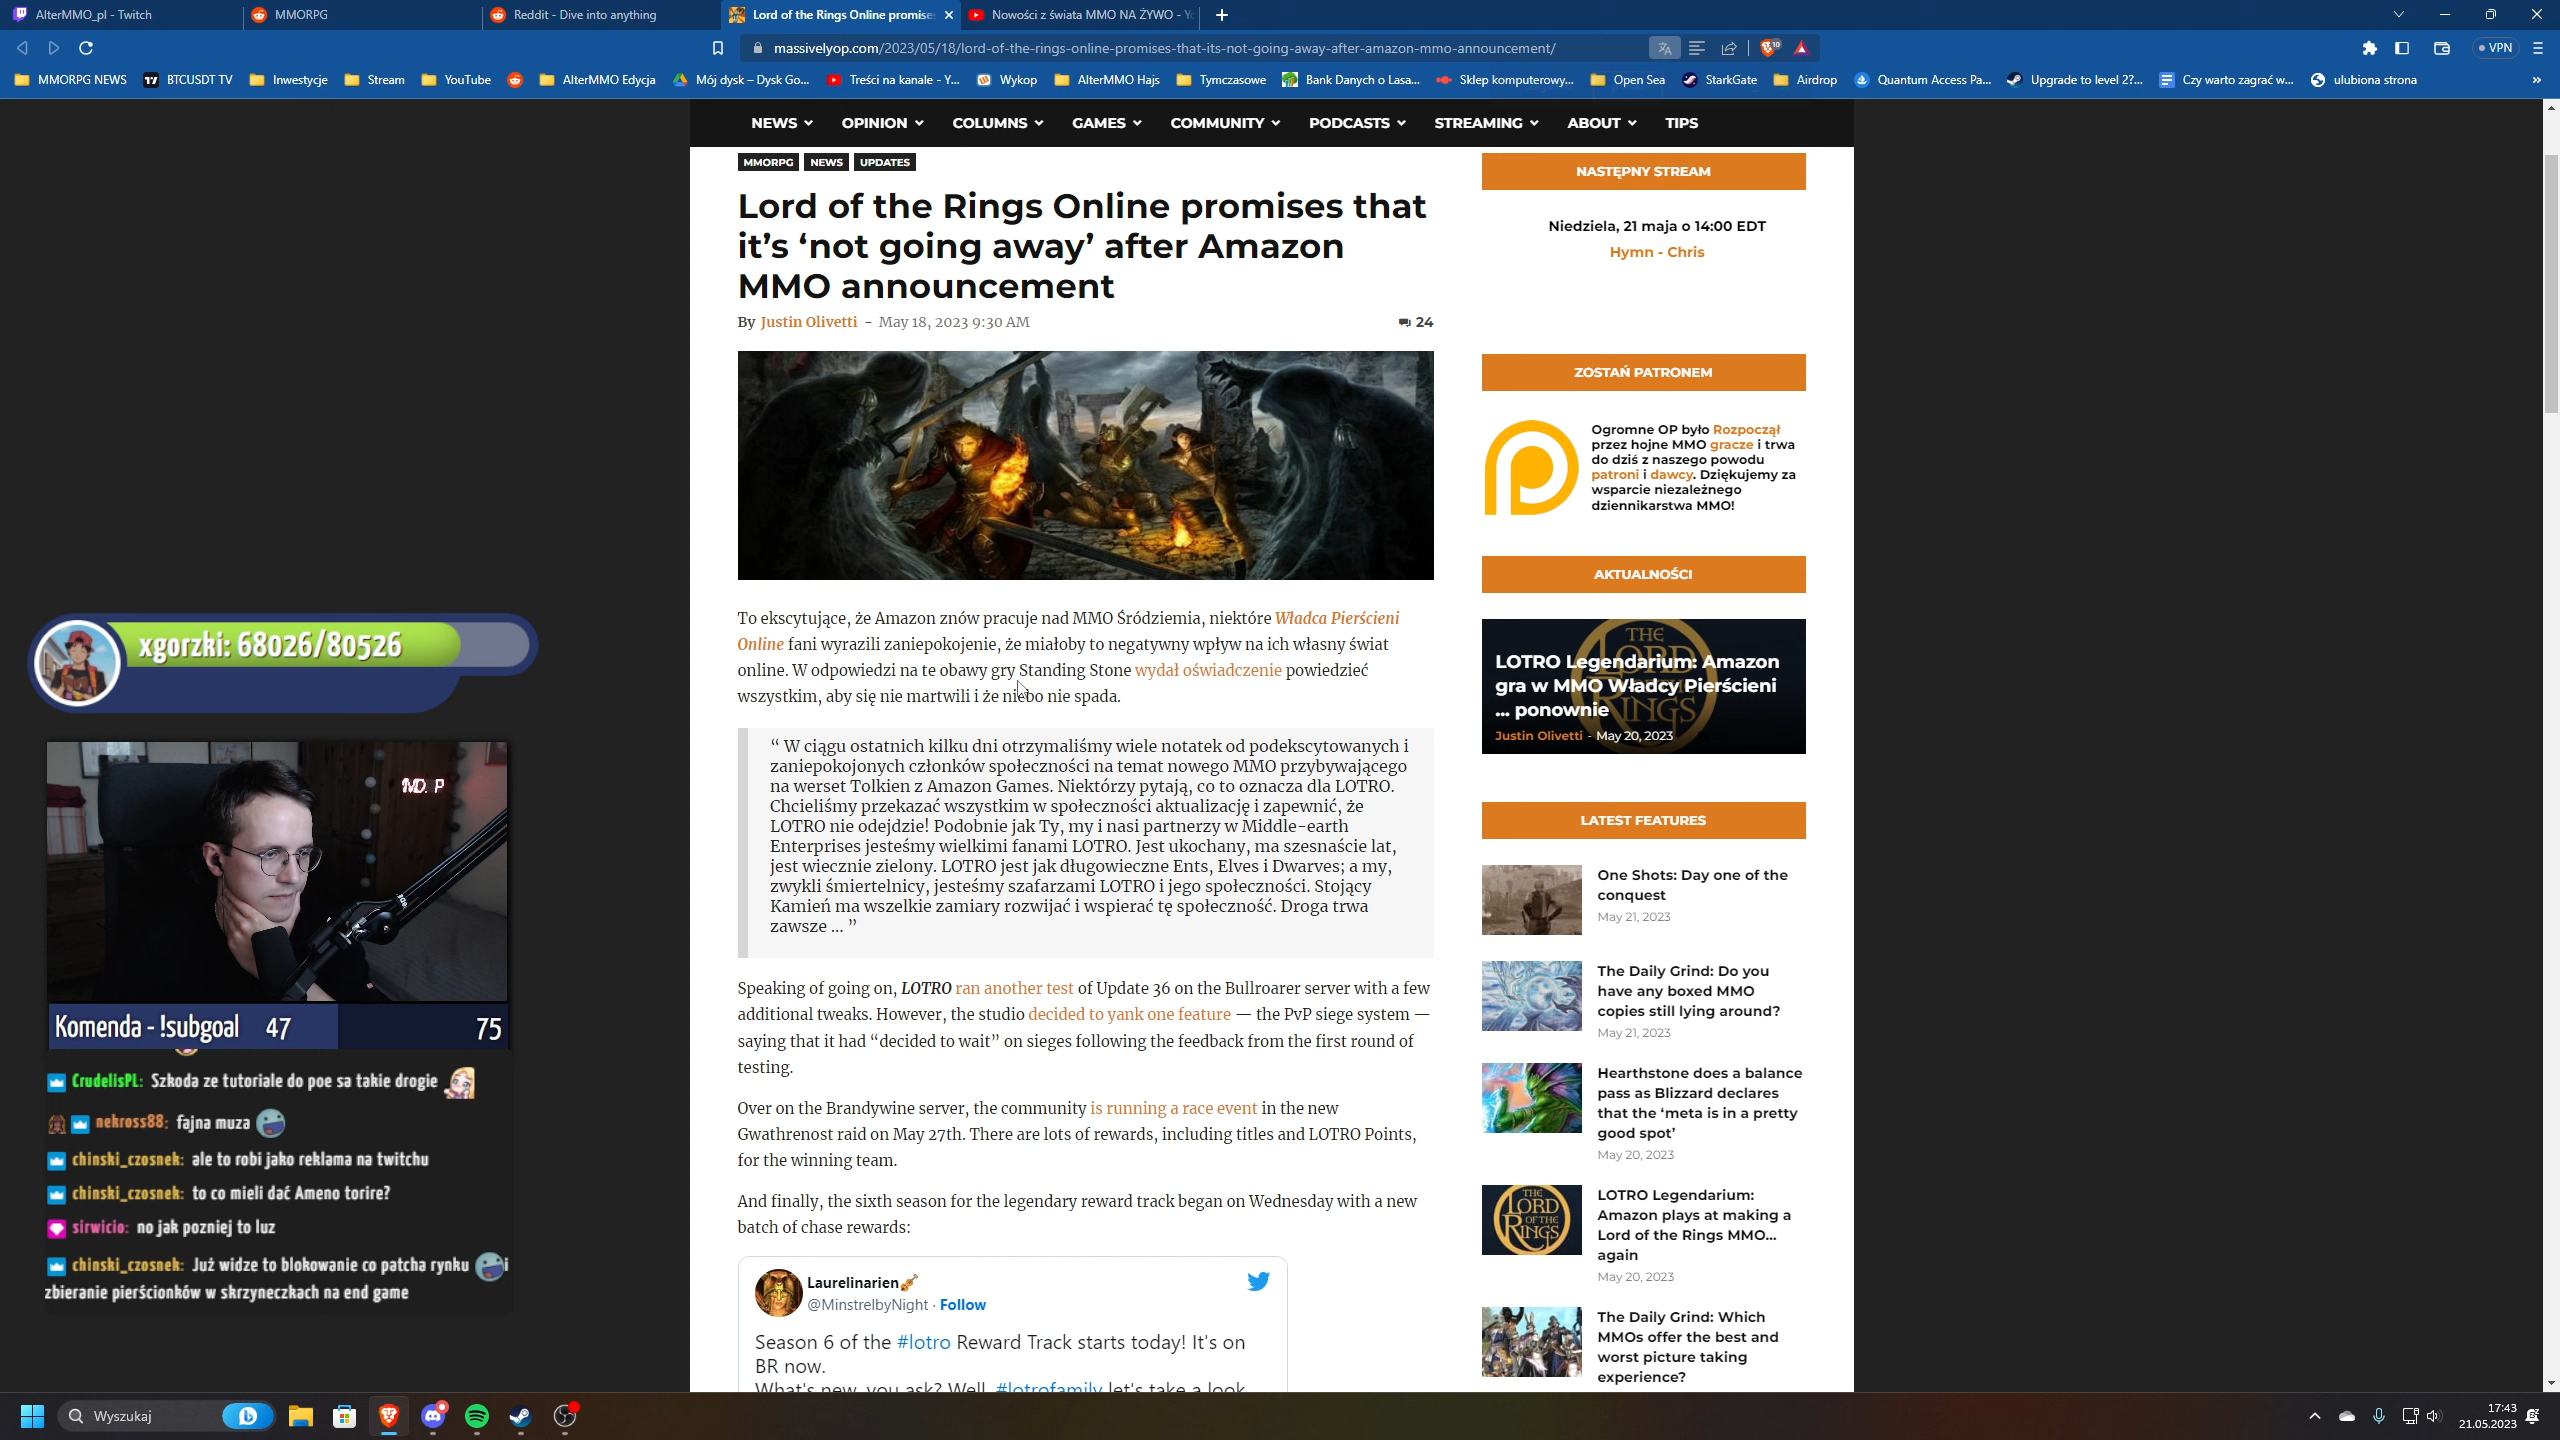 AlterMMO_pl - Twitch
MMORPG
Reddit - Dive into anything
Lord of the Rings Online promise
Nowości z świata MMO NA ŻYWO - Yo
massivelyop.com/2023/05/18/lord-of-the-rings-online-promises-that-its-not-going-away-after-amazon-mmo-announcement/
VPN
MMORPG NEWS
BTCUSDT TV
Inwestycje
Stream
YouTube
AlterMMO Edycja
Mój dysk – Dysk Go...
Treści na kanale - Y...
Wykop
AlterMMO Hajs
Tymczasowe
Bank Danych o Lasa...
Sklep komputerowy...
Open Sea
StarkGate
Airdrop
Quantum Access Pa...
Upgrade to level 2?...
Czy warto zagrać w...
ulubiona strona
NEWS
OPINION
COLUMNS
GAMES
COMMUNITY
PODCASTS
STREAMING
ABOUT
TIPS
MMORPG NEWS UPDATES
Lord of the Rings Online promises that
it’s ‘not going away’ after Amazon
MMO announcement
By Justin Olivetti - May 18, 2023 9:30 AM
24
To ekscytujące, że Amazon znów pracuje nad MMO Śródziemia, niektóre Władca Pierścieni
Online fani wyrazili zaniepokojenie, że miałoby to negatywny wpływ na ich własny świat
online. W odpowiedzi na te obawy gry Standing Stone wydał oświadczenie powiedzieć
wszystkim, aby się nie martwili i że niebo nie spada.
“ W ciągu ostatnich kilku dni otrzymaliśmy wiele notatek od podekscytowanych i
zaniepokojonych członków społeczności na temat nowego MMO przybywającego
na werset Tolkien z Amazon Games. Niektórzy pytają, co to oznacza dla LOTRO.
Chcieliśmy przekazać wszystkim w społeczności aktualizację i zapewnić, że
LOTRO nie odejdzie! Podobnie jak Ty, my i nasi partnerzy w Middle-earth
Enterprises jesteśmy wielkimi fanami LOTRO. Jest ukochany, ma szesnaście lat,
jest wiecznie zielony. LOTRO jest jak długowieczne Ents, Elves i Dwarves; a my,
zwykli śmiertelnicy, jesteśmy szafarzami LOTRO i jego społeczności. Stojący
Kamień ma wszelkie zamiary rozwijać i wspierać tę społeczność. Droga trwa
zawsze ... ”
Speaking of going on, LOTRO ran another test of Update 36 on the Bullroarer server with a few
additional tweaks. However, the studio decided to yank one feature — the PvP siege system —
saying that it had “decided to wait” on sieges following the feedback from the first round of
testing.
Over on the Brandywine server, the community is running a race event in the new
Gwathrenost raid on May 27th. There are lots of rewards, including titles and LOTRO Points,
for the winning team.
And finally, the sixth season for the legendary reward track began on Wednesday with a new
batch of chase rewards:
Laurelinarien
@MinstrelbyNight · Follow
Season 6 of the #lotro Reward Track starts today! It's on
BR now.
What's new, you ask? Well, #lotrofamily let's take a look
NASTĘPNY STREAM
Niedziela, 21 maja o 14:00 EDT
Hymn - Chris
ZOSTAŃ PATRONEM
Ogromne OP było Rozpoczął
przez hojne MMO gracze i trwa
do dziś z naszego powodu
patroni i dawcy. Dziękujemy za
wsparcie niezależnego
dziennikarstwa MMO!
AKTUALNOŚCI
THE
LORD
OF THE
RINGS
LOTRO Legendarium: Amazon
gra w MMO Władcy Pierścieni
... ponownie
Justin Olivetti - May 20, 2023
LATEST FEATURES
One Shots: Day one of the
conquest
May 21, 2023
The Daily Grind: Do you
have any boxed MMO
copies still lying around?
May 21, 2023
Hearthstone does a balance
pass as Blizzard declares
that the ‘meta is in a pretty
good spot’
May 20, 2023
THE
LORD
OF THE
RINGS
LOTRO Legendarium:
Amazon plays at making a
Lord of the Rings MMO...
again
May 20, 2023
The Daily Grind: Which
MMOs offer the best and
worst picture taking
experience?
xgorzki: 68026/80526
MO. P
Komenda - !subgoal 47 75
CrudelisPL: Szkoda ze tutoriale do poe sa takie drogie
nekross88: fajna muza
chinski_czosnek: ale to robi jako reklama na twitchu
chinski_czosnek: to co mieli dać Ameno torire?
sirwicio: no jak pozniej to luz
chinski_czosnek: Już widze to blokowanie co patcha rynku i
zbieranie pierścionków w skrzyneczkach na end game
Wyszukaj
17:43
21.05.2023